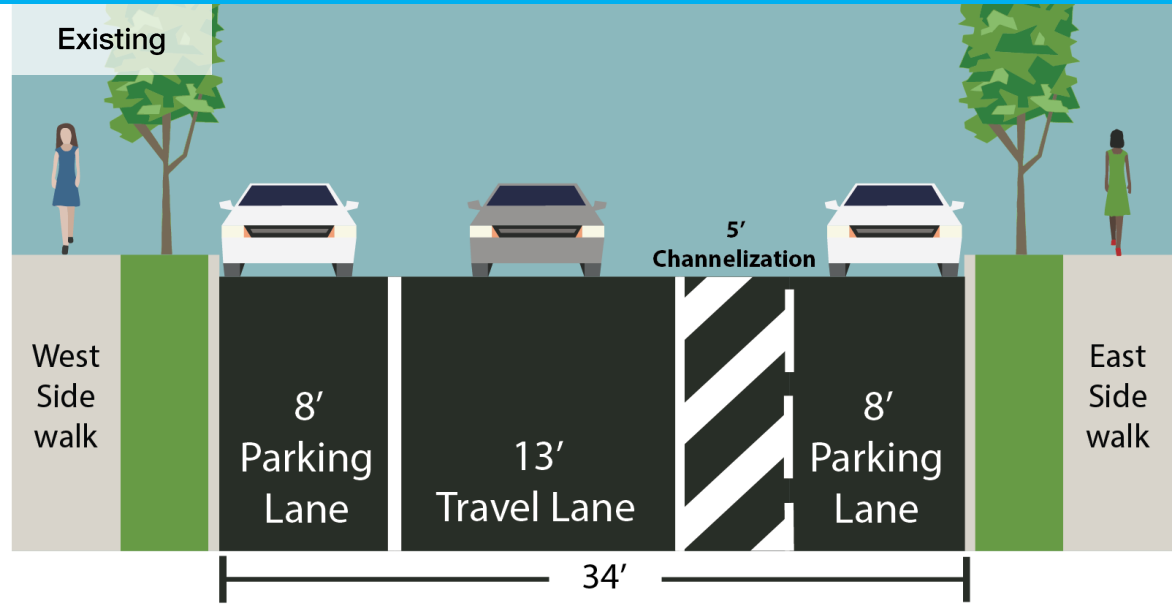 Existing
5’
Channelization
West
Side
walk
8’
Parking
Lane
13’
Travel Lane
8’
Parking
Lane
East
Side
walk
34’